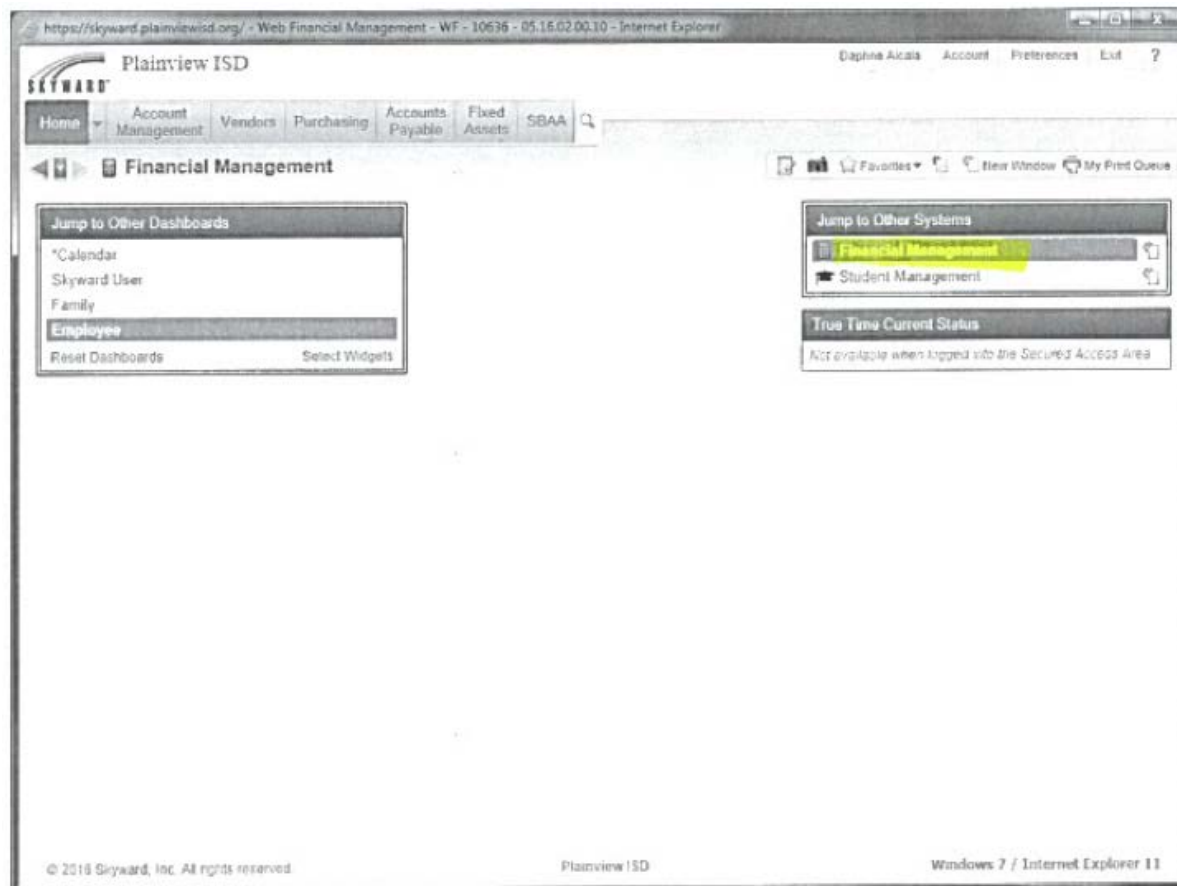 https://skyward.plainviewisd.org/ - Web Financial Management - WF - 10636 - 05.16.02.00.10 - Internet Explorer
SKYWARD
Plainview ISD
Daphne Alcala Account Preferences Exit ?
Home Account Management Vendors Purchasing Accounts Payable Fixed Assets SBAA
Financial Management
Favorites New Window My Print Queue
Jump to Other Dashboards
*Calendar
Skyward User
Family
Employee
Reset Dashboards Select Widgets
Jump to Other Systems
Financial Management
Student Management
True Time Current Status
Not available when logged into the Secured Access Area
© 2016 Skyward, Inc. All rights reserved.
Plainview ISD
Windows 7 / Internet Explorer 11